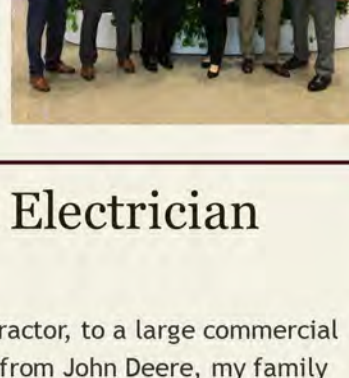 Electrician
ractor, to a large commercial
from John Deere, my family